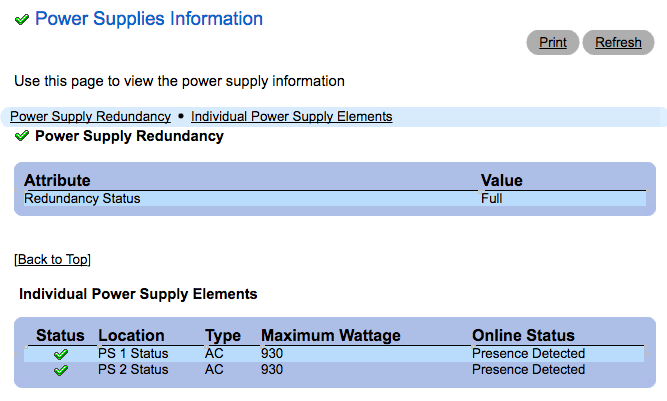 Power Supplies Information
Print Refresh
Use this page to view the power supply information
Power Supply Redundancy • Individual Power Supply Elements
Power Supply Redundancy
Attribute Value
Redundancy Status Full
[Back to Top]
Individual Power Supply Elements
Status Location Type Maximum Wattage Online Status
PS 1 Status AC 930 Presence Detected
PS 2 Status AC 930 Presence Detected